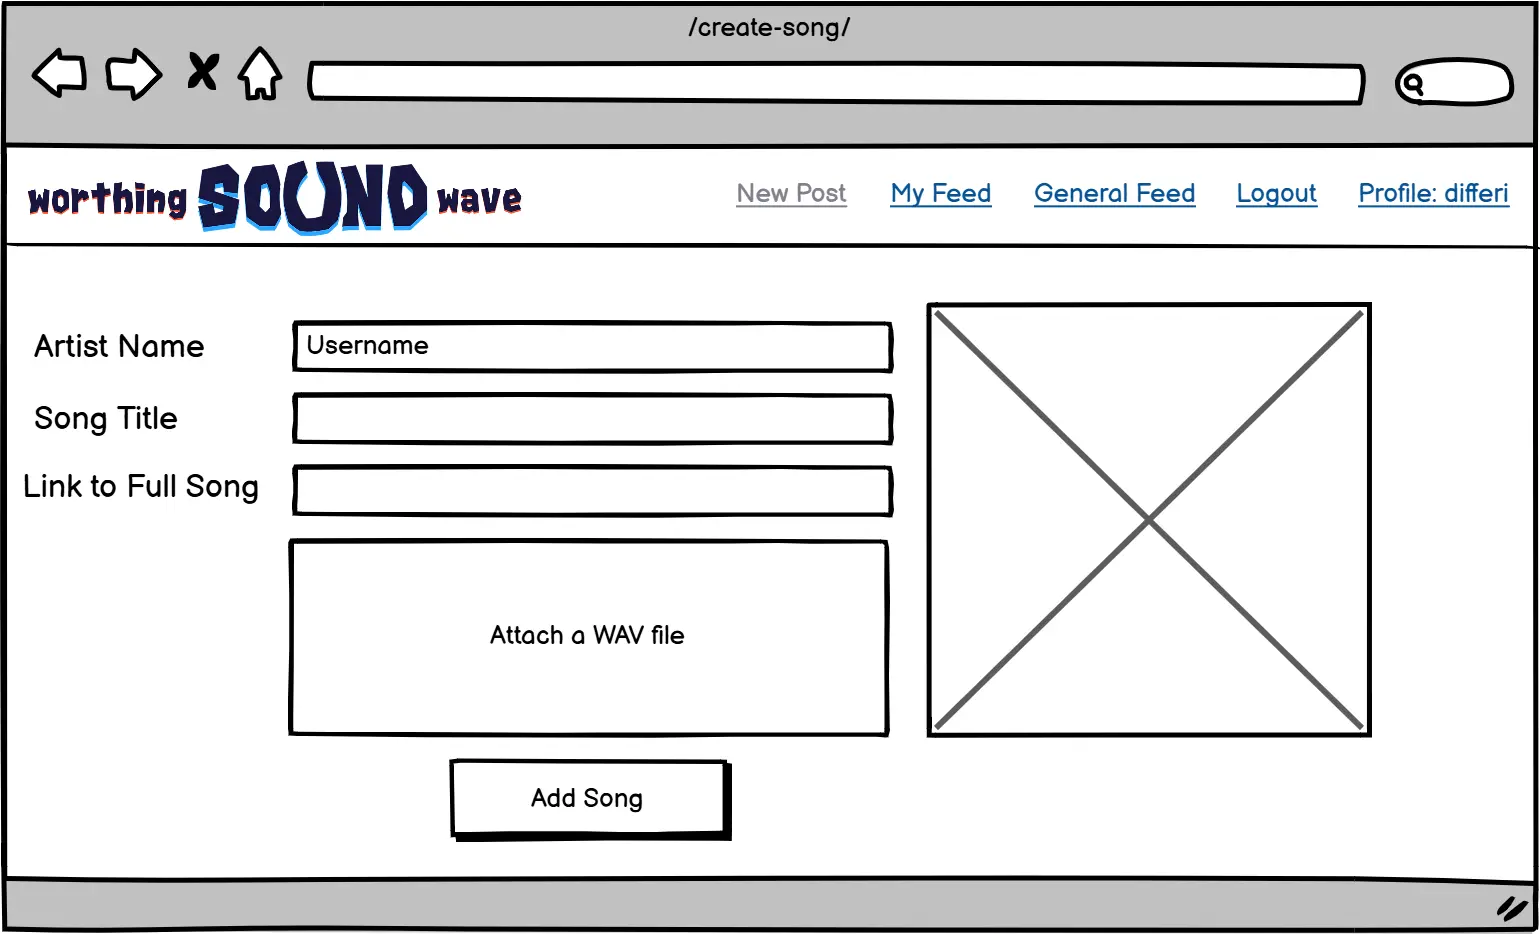 /create-song/
worthing SOUND wave
New Post My Feed General Feed Logout Profile: differi
Artist Name
Username
Song Title
Link to Full Song
Attach a WAV file
Add Song